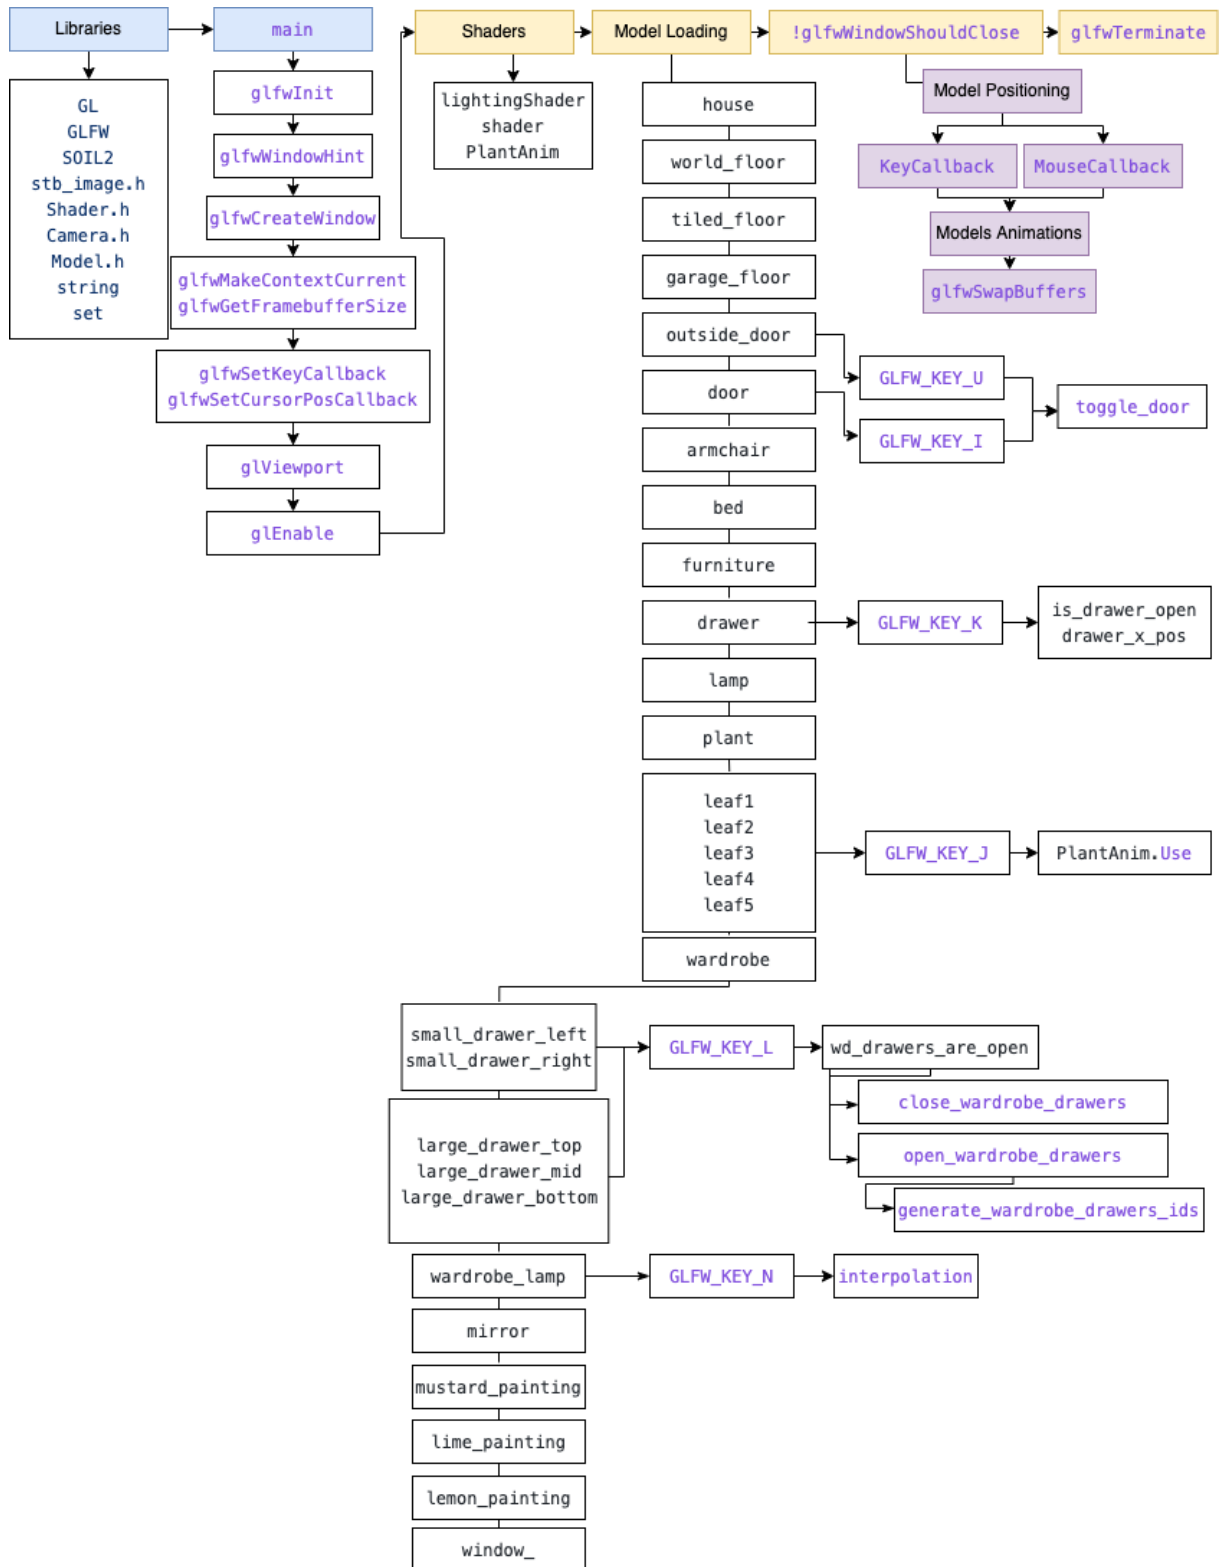 Libraries
main
Shaders
Model Loading
!glfwWindowShouldClose
glfwTerminate
GL
GLFW
SOIL2
stb_image.h
Shader.h
Camera.h
Model.h
string
set
glfwInit
glfwWindowHint
glfwCreateWindow
glfwMakeContextCurrent
glfwGetFramebufferSize
glfwSetKeyCallback
glfwSetCursorPosCallback
glViewport
glEnable
lightingShader
shader
PlantAnim
house
world_floor
tiled_floor
garage_floor
outside_door
door
armchair
bed
furniture
drawer
lamp
plant
leaf1
leaf2
leaf3
leaf4
leaf5
wardrobe
Model Positioning
KeyCallback
MouseCallback
Models Animations
glfwSwapBuffers
GLFW_KEY_U
GLFW_KEY_I
toggle_door
GLFW_KEY_K
is_drawer_open
drawer_x_pos
GLFW_KEY_J
PlantAnim.Use
small_drawer_left
small_drawer_right
GLFW_KEY_L
wd_drawers_are_open
close_wardrobe_drawers
open_wardrobe_drawers
generate_wardrobe_drawers_ids
large_drawer_top
large_drawer_mid
large_drawer_bottom
wardrobe_lamp
GLFW_KEY_N
interpolation
mirror
mustard_painting
lime_painting
lemon_painting
window_